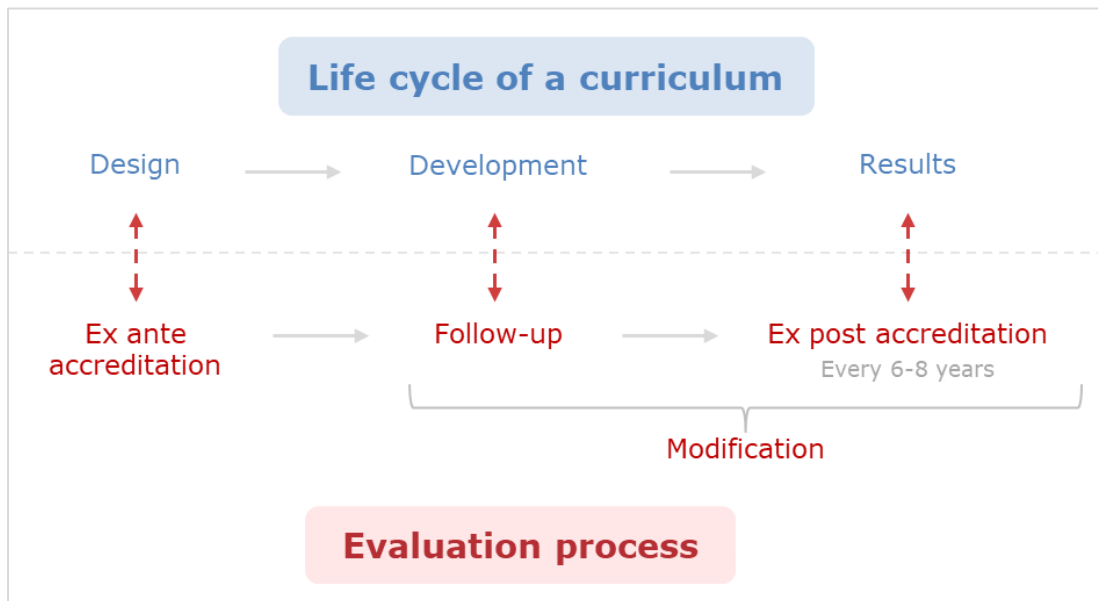 Life cycle of a curriculum
Design
Development
Results
Ex ante
accreditation
Follow-up
Ex post accreditation
Every 6-8 years
Modification
Evaluation process